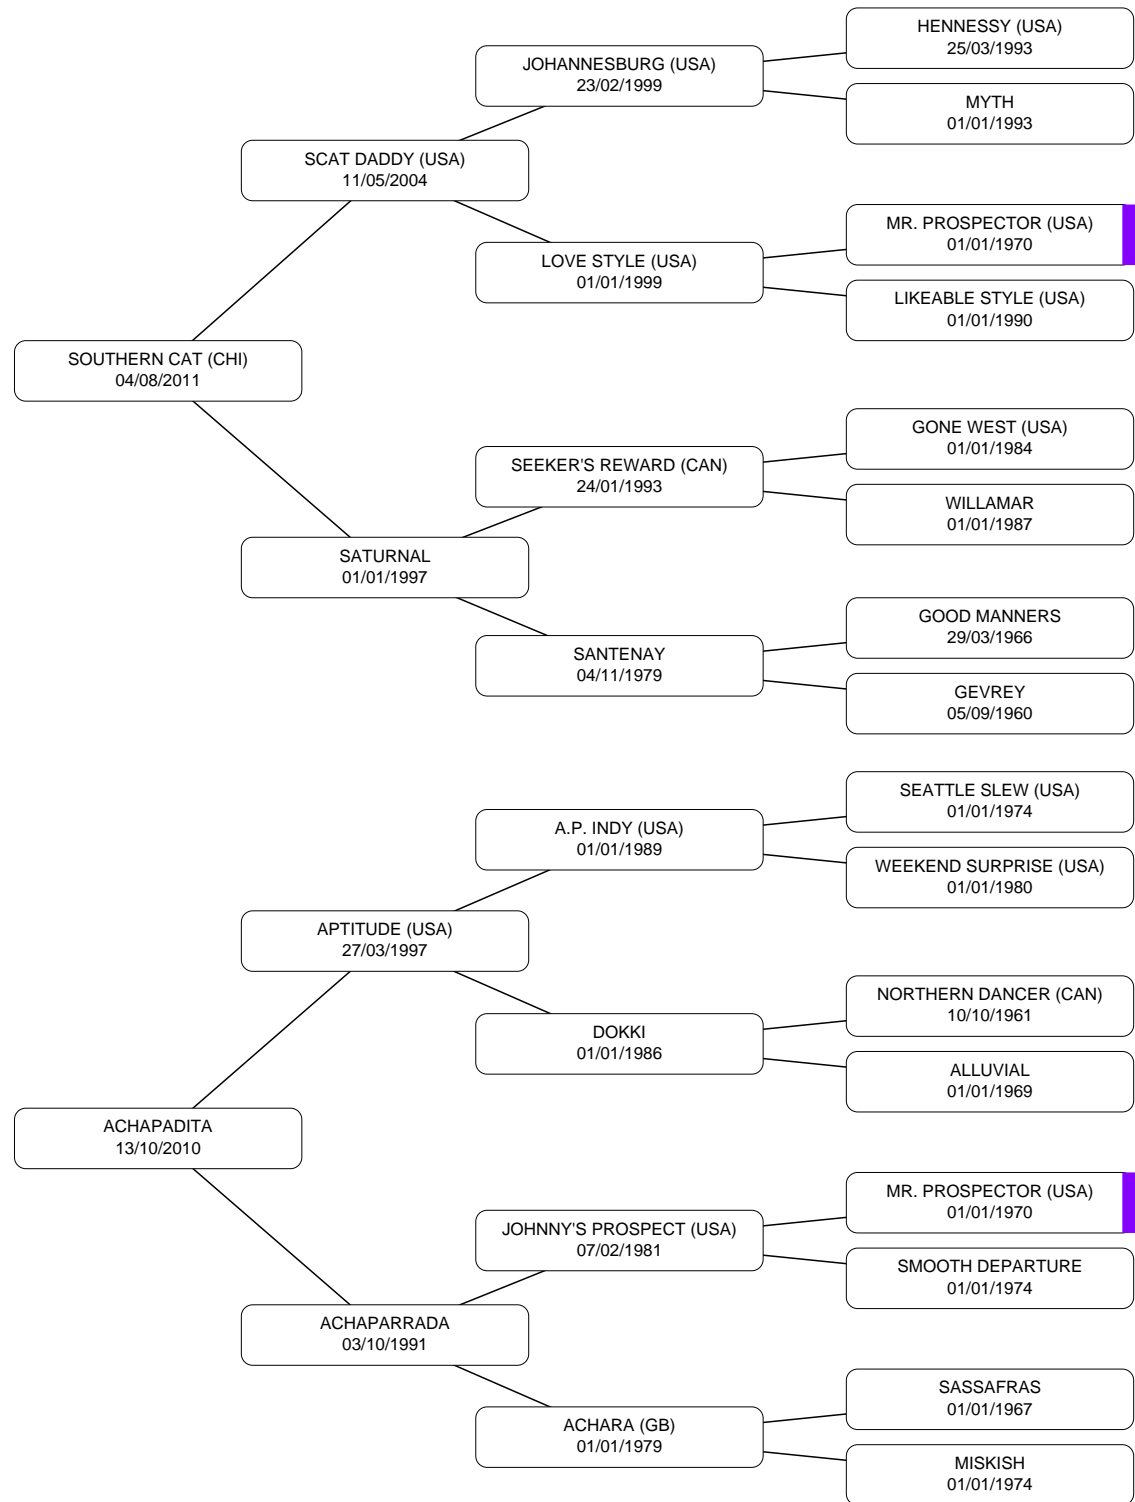 HENNESSY (USA)
25/03/1993
JOHANNESBURG (USA)
23/02/1999
MYTH
01/01/1993
SCAT DADDY (USA)
11/05/2004
MR. PROSPECTOR (USA)
01/01/1970
LOVE STYLE (USA)
01/01/1999
LIKEABLE STYLE (USA)
01/01/1990
SOUTHERN CAT (CHI)
04/08/2011
GONE WEST (USA)
01/01/1984
SEEKER'S REWARD (CAN)
24/01/1993
WILLAMAR
01/01/1987
SATURNAL
01/01/1997
GOOD MANNERS
29/03/1966
SANTENAY
04/11/1979
GEVREY
05/09/1960
SEATTLE SLEW (USA)
01/01/1974
A.P. INDY (USA)
01/01/1989
WEEKEND SURPRISE (USA)
01/01/1980
APTITUDE (USA)
27/03/1997
NORTHERN DANCER (CAN)
10/10/1961
DOKKI
01/01/1986
ALLUVIAL
01/01/1969
ACHAPADITA
13/10/2010
MR. PROSPECTOR (USA)
01/01/1970
JOHNNY'S PROSPECT (USA)
07/02/1981
SMOOTH DEPARTURE
01/01/1974
ACHAPARRADA
03/10/1991
SASSAFRAS
01/01/1967
ACHARA (GB)
01/01/1979
MISKISH
01/01/1974